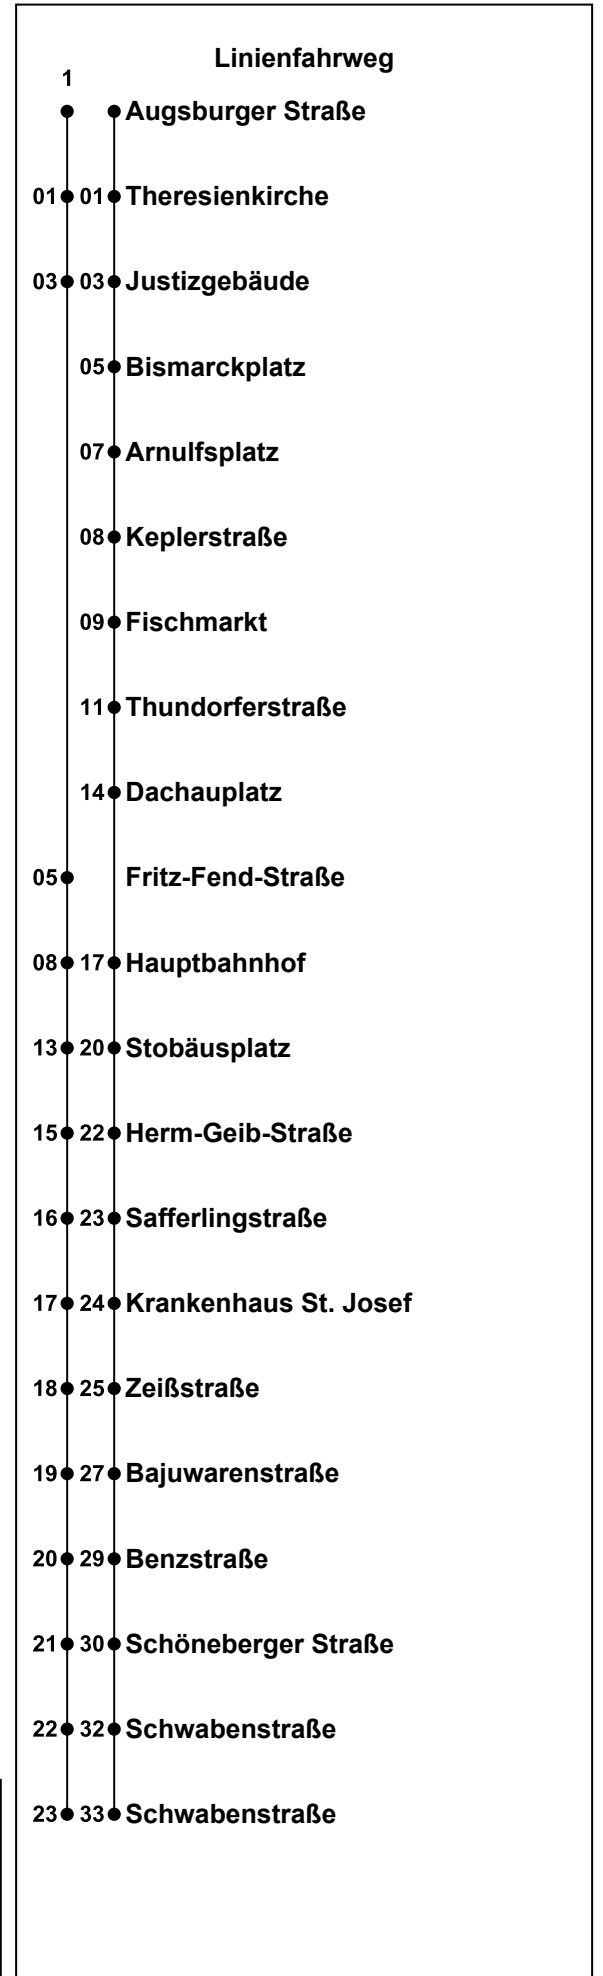 Linienfahrweg
1
Augsburger Straße
01 01 Theresienkirche
03 03 Justizgebäude
05 Bismarckplatz
07 Arnulfsplatz
08 Keplerstraße
09 Fischmarkt
11 Thundorferstraße
14 Dachauplatz
05 Fritz-Fend-Straße
08 17 Hauptbahnhof
13 20 Stobäusplatz
15 22 Herm-Geib-Straße
16 23 Safferlingstraße
17 24 Krankenhaus St. Josef
18 25 Zeißstraße
19 27 Bajuwarenstraße
20 29 Benzstraße
21 30 Schöneberger Straße
22 32 Schwabenstraße
23 33 Schwabenstraße